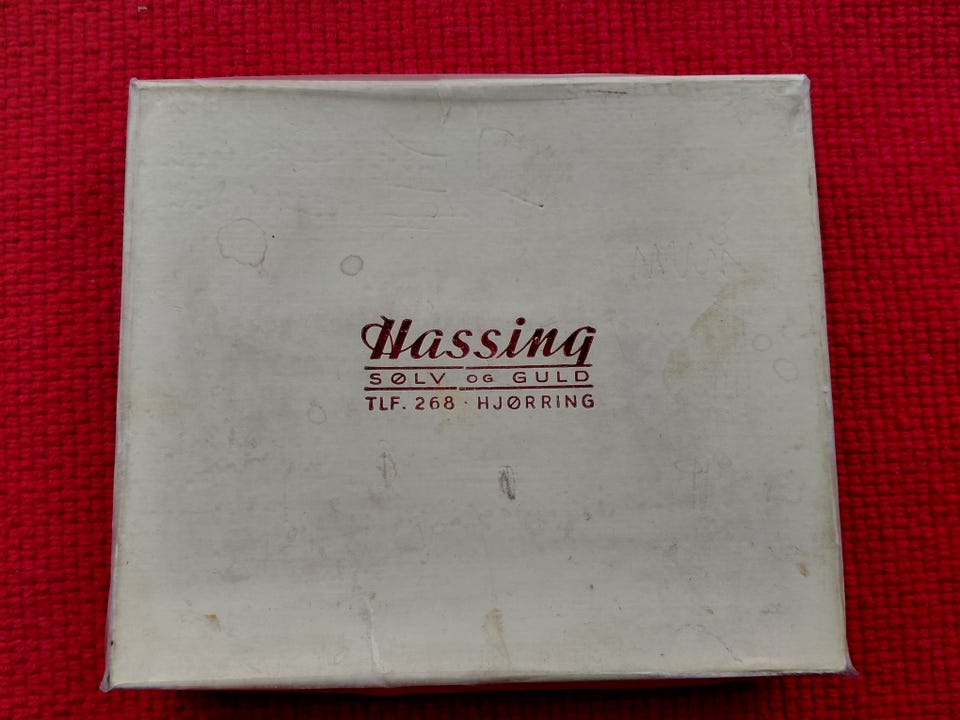 Hassing
SØLV OG GULD
TLF. 268 · HJØRRING